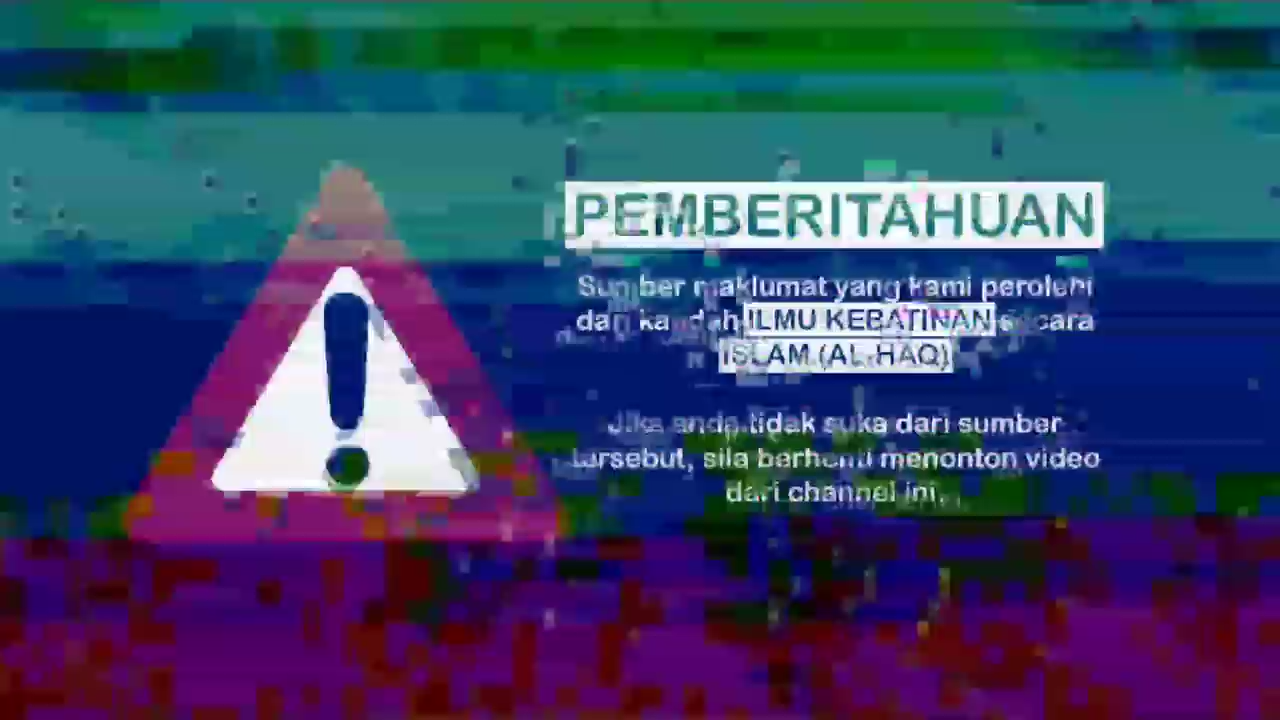 PEMBERITAHUAN
Sumber maklumat yang kami perolehi
dari kaedah ILMU KEBATINAN secara
ISLAM (AL-HAQ)
Jika anda tidak suka dari sumber
tersebut, sila berhenti menonton video
dari channel ini.